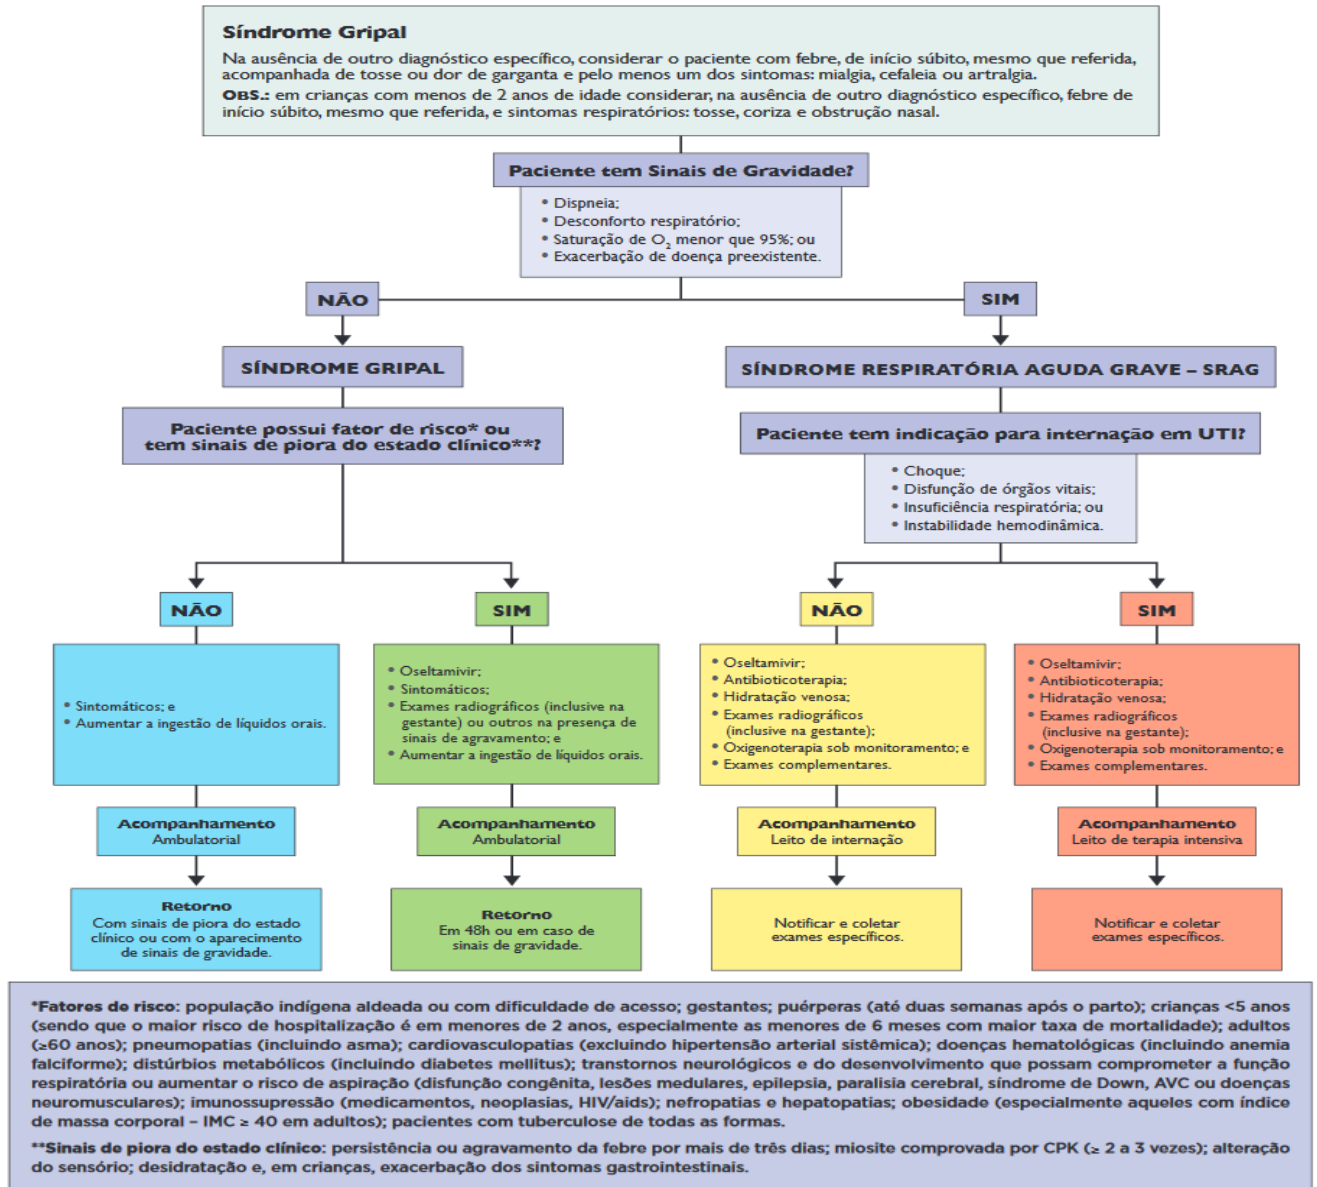 Síndrome Gripal
Na ausência de outro diagnóstico específico, considerar o paciente com febre, de início súbito, mesmo que referida,
acompanhada de tosse ou dor de garganta e pelo menos um dos sintomas: mialgia, cefaleia ou artralgia.
OBS.: em crianças com menos de 2 anos de idade considerar, na ausência de outro diagnóstico específico, febre de
início súbito, mesmo que referida, e sintomas respiratórios: tosse, coriza e obstrução nasal.
Paciente tem Sinais de Gravidade?
• Dispneia;
• Desconforto respiratório;
• Saturação de O₂ menor que 95%; ou
• Exacerbação de doença preexistente.
NÃO
SIM
SÍNDROME GRIPAL
SÍNDROME RESPIRATÓRIA AGUDA GRAVE – SRAG
Paciente possui fator de risco* ou
tem sinais de piora do estado clínico**?
Paciente tem indicação para internação em UTI?
• Choque;
• Disfunção de órgãos vitais;
• Insuficiência respiratória; ou
• Instabilidade hemodinâmica.
NÃO
SIM
NÃO
SIM
• Sintomáticos; e
• Aumentar a ingestão de líquidos orais.
• Oseltamivir;
• Sintomáticos;
• Exames radiográficos (inclusive na
gestante) ou outros na presença de
sinais de agravamento; e
• Aumentar a ingestão de líquidos orais.
• Oseltamivir;
• Antibioticoterapia;
• Hidratação venosa;
• Exames radiográficos
(inclusive na gestante);
• Oxigenoterapia sob monitoramento; e
• Exames complementares.
• Oseltamivir;
• Antibioticoterapia;
• Hidratação venosa;
• Exames radiográficos
(inclusive na gestante);
• Oxigenoterapia sob monitoramento; e
• Exames complementares.
Acompanhamento
Ambulatorial
Acompanhamento
Ambulatorial
Acompanhamento
Leito de internação
Acompanhamento
Leito de terapia intensiva
Retorno
Com sinais de piora do estado
clínico ou com o aparecimento
de sinais de gravidade.
Retorno
Em 48h ou em caso de
sinais de gravidade.
Notificar e coletar
exames específicos.
Notificar e coletar
exames específicos.
*Fatores de risco: população indígena aldeada ou com dificuldade de acesso; gestantes; puérperas (até duas semanas após o parto); crianças <5 anos
(sendo que o maior risco de hospitalização é em menores de 2 anos, especialmente as menores de 6 meses com maior taxa de mortalidade); adultos
(≥60 anos); pneumopatias (incluindo asma); cardiovasculopatias (excluindo hipertensão arterial sistêmica); doenças hematológicas (incluindo anemia
falciforme); distúrbios metabólicos (incluindo diabetes mellitus); transtornos neurológicos e do desenvolvimento que possam comprometer a função
respiratória ou aumentar o risco de aspiração (disfunção congênita, lesões medulares, epilepsia, paralisia cerebral, síndrome de Down, AVC ou doenças
neuromusculares); imunossupressão (medicamentos, neoplasias, HIV/aids); nefropatias e hepatopatias; obesidade (especialmente aqueles com índice
de massa corporal – IMC ≥ 40 em adultos); pacientes com tuberculose de todas as formas.
**Sinais de piora do estado clínico: persistência ou agravamento da febre por mais de três dias; miosite comprovada por CPK (≥ 2 a 3 vezes); alteração
do sensório; desidratação e, em crianças, exacerbação dos sintomas gastrointestinais.